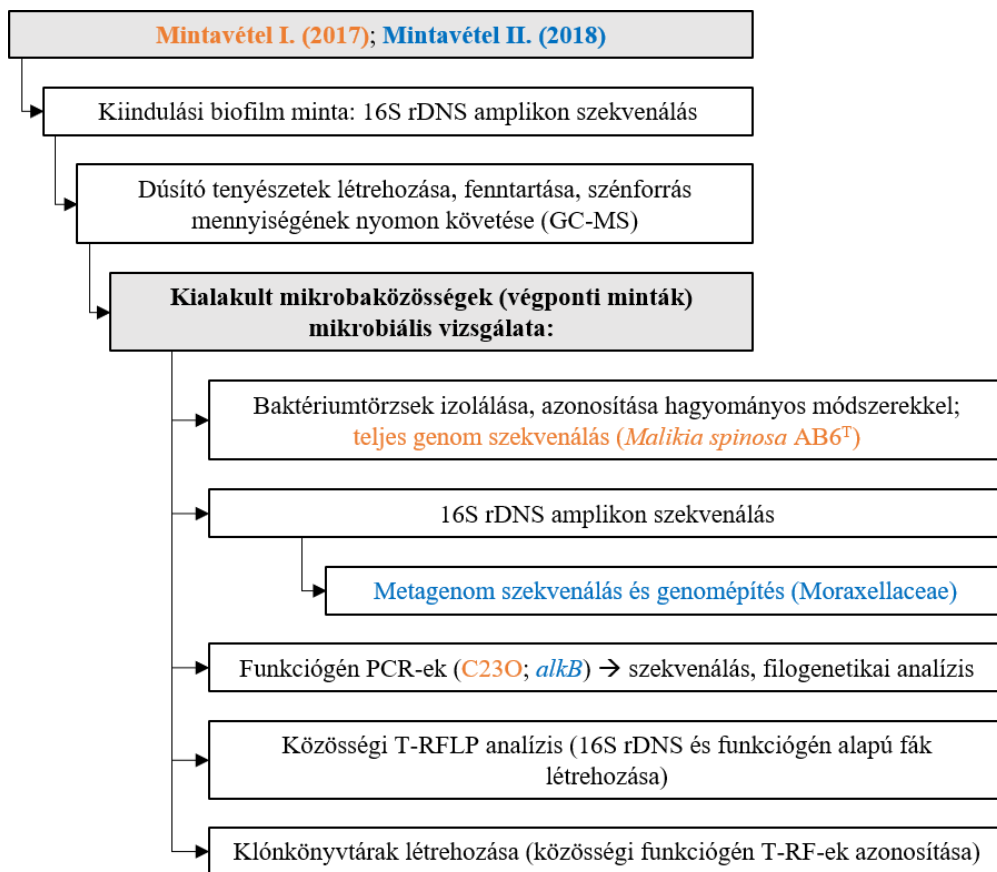 Mintavétel I. (2017); Mintavétel II. (2018)
Kiindulási biofilm minta: 16S rDNS amplikon szekvenálás
Dúsító tenyészetek létrehozása, fenntartása, szénforrás
mennyiségének nyomon követése (GC-MS)
Kialakult mikrobaközösségek (végponti minták)
mikrobiális vizsgálata:
Baktériumtörzsek izolálása, azonosítása hagyományos módszerekkel;
teljes genom szekvenálás (Malikia spinosa AB6ᵀ)
16S rDNS amplikon szekvenálás
Metagenom szekvenálás és genomépítés (Moraxellaceae)
Funkciógén PCR-ek (C23O; alkB) → szekvenálás, filogenetikai analízis
Közösségi T-RFLP analízis (16S rDNS és funkciógén alapú fák
létrehozása)
Klónkönyvtárak létrehozása (közösségi funkciógén T-RF-ek azonosítása)